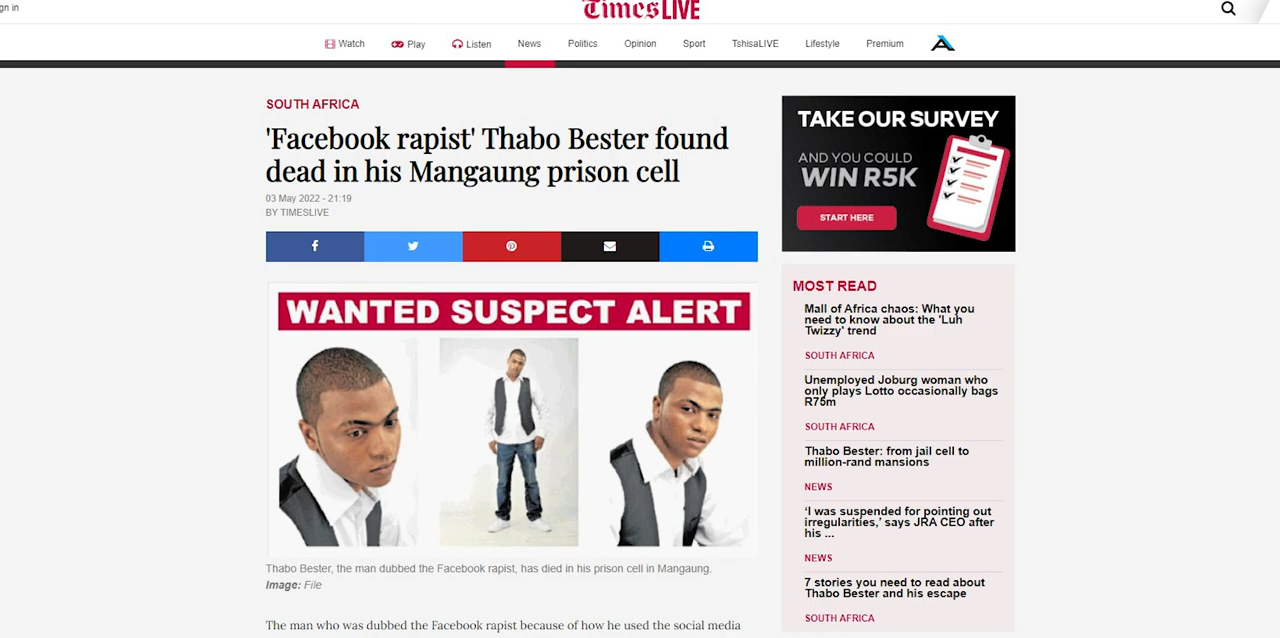 gn in
TimesLIVE
Watch Play Listen News Politics Opinion Sport TshisaLIVE Lifestyle Premium
SOUTH AFRICA
'Facebook rapist' Thabo Bester found
dead in his Mangaung prison cell
03 May 2022 - 21:19
BY TIMESLIVE
WANTED SUSPECT ALERT
Thabo Bester, the man dubbed the Facebook rapist, has died in his prison cell in Mangaung.
Image: File
The man who was dubbed the Facebook rapist because of how he used the social media
TAKE OUR SURVEY
AND YOU COULD
WIN R5K
START HERE
MOST READ
Mall of Africa chaos: What you
need to know about the 'Luh
Twizzy' trend
SOUTH AFRICA
Unemployed Joburg woman who
only plays Lotto occasionally bags
R75m
SOUTH AFRICA
Thabo Bester: from jail cell to
million-rand mansions
NEWS
‘I was suspended for pointing out
irregularities,’ says JRA CEO after
his ...
NEWS
7 stories you need to read about
Thabo Bester and his escape
SOUTH AFRICA